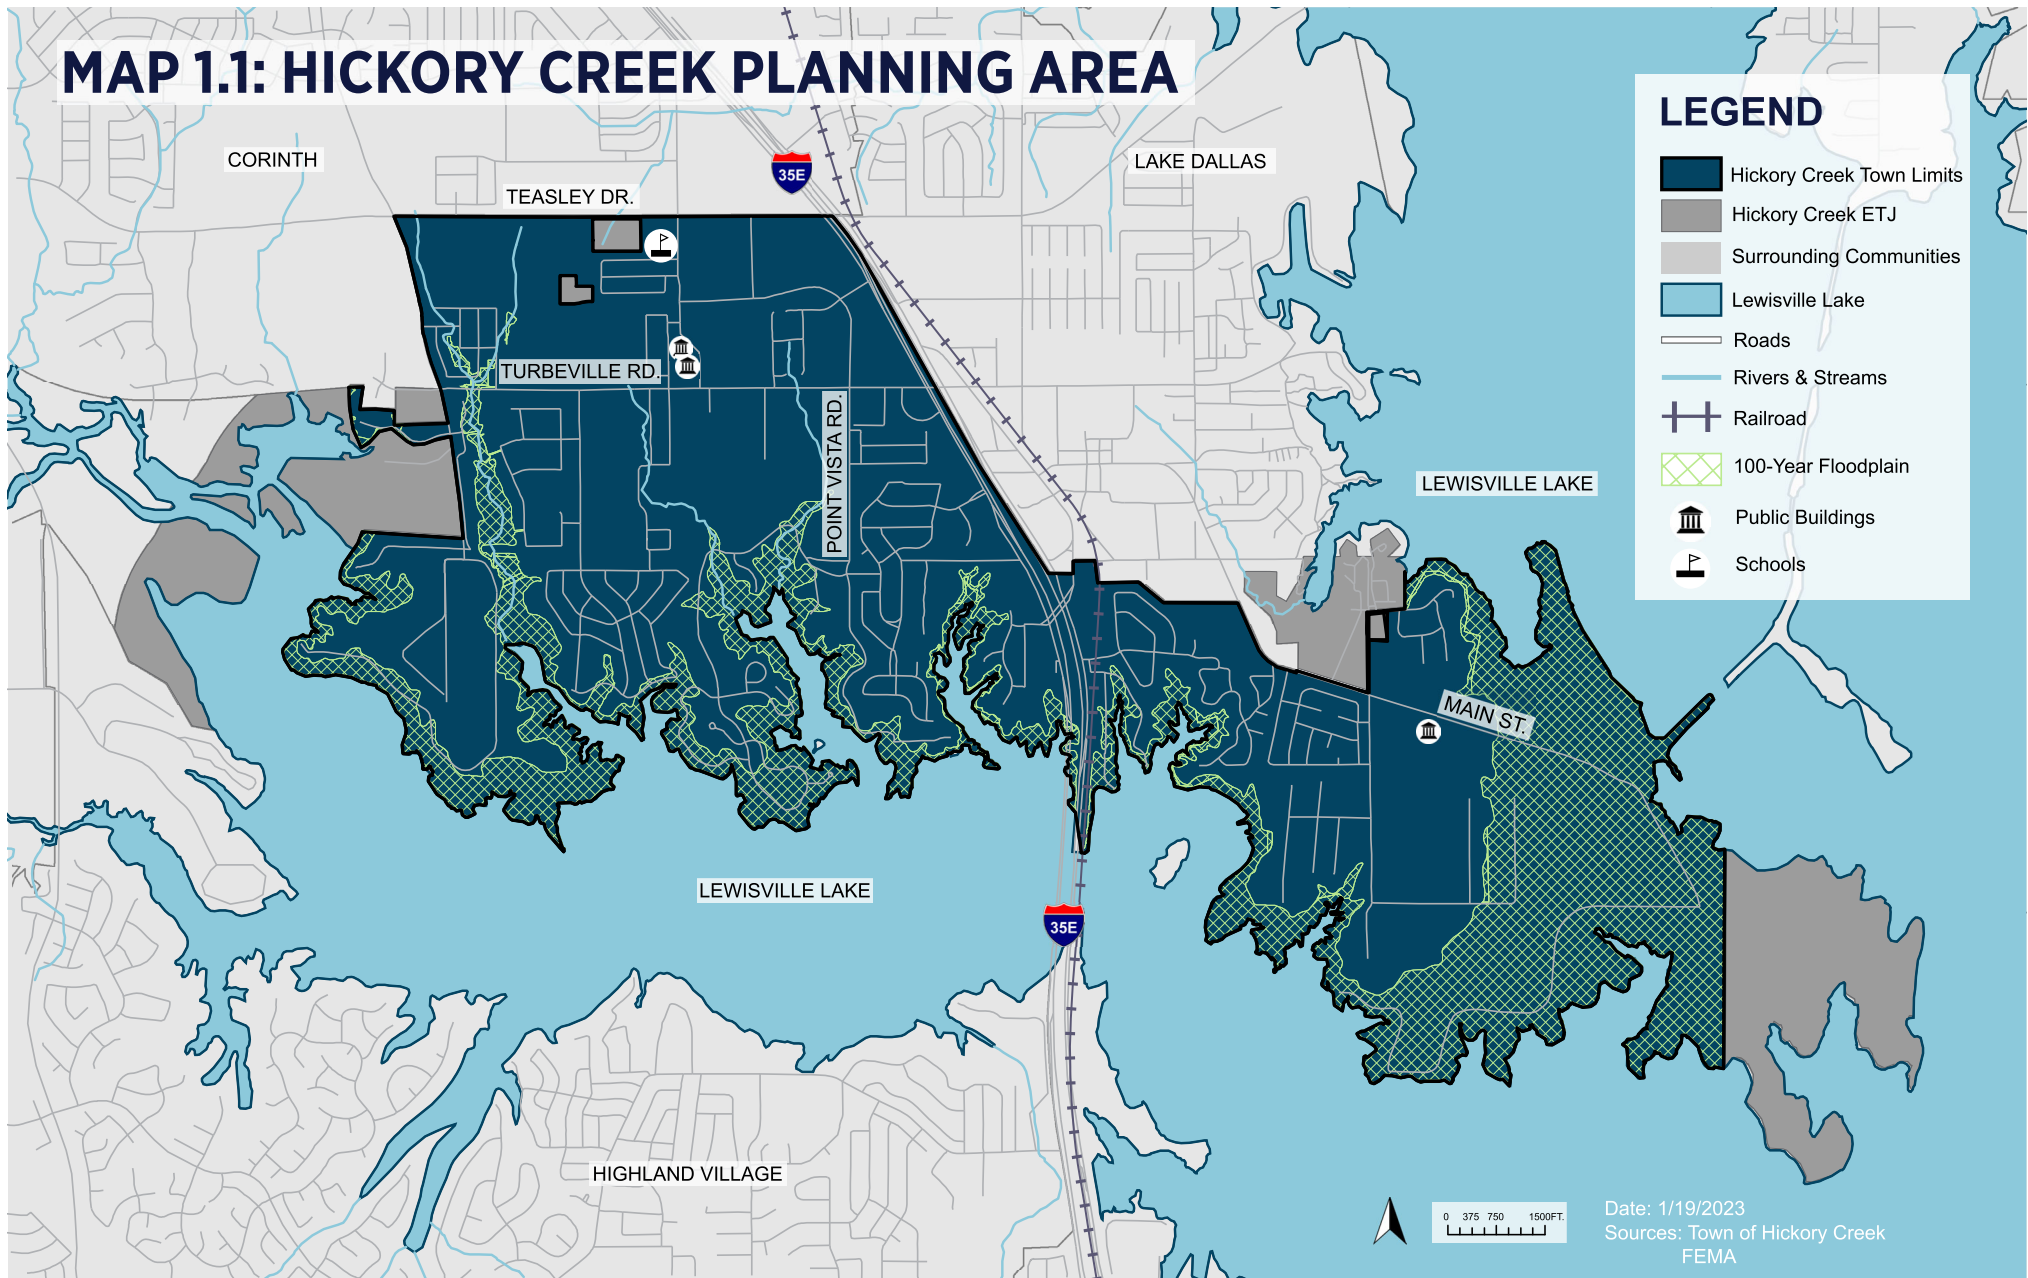 MAP 1.1: HICKORY CREEK PLANNING AREA
LEGEND
Hickory Creek Town Limits
Hickory Creek ETJ
Surrounding Communities
Lewisville Lake
Roads
Rivers & Streams
Railroad
100-Year Floodplain
Public Buildings
Schools
CORINTH
LAKE DALLAS
TEASLEY DR.
35E
TURBEVILLE RD.
POINT VISTA RD.
LEWISVILLE LAKE
MAIN ST.
LEWISVILLE LAKE
35E
HIGHLAND VILLAGE
0 375 750 1500FT.
Date: 1/19/2023
Sources: Town of Hickory Creek
FEMA